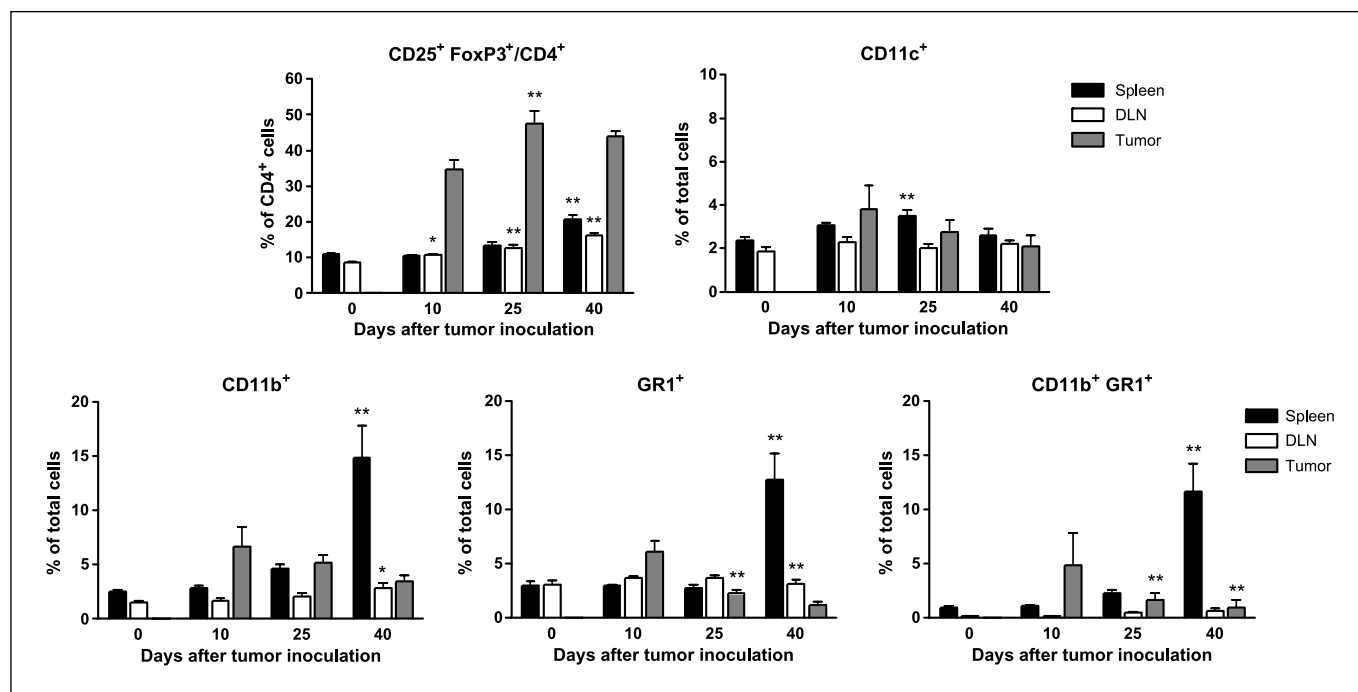 CD25+ FoxP3+/CD4+
% of CD4+ cells
60
50
40
30
20
10
0
**
**
**
**
*
0 10 25 40
Days after tumor inoculation
CD11c+
% of total cells
10
8
6
4
2
0
**
0 10 25 40
Days after tumor inoculation
Spleen
DLN
Tumor
CD11b+
% of total cells
20
15
10
5
0
**
*
0 10 25 40
Days after tumor inoculation
GR1+
% of total cells
20
15
10
5
0
**
**
**
0 10 25 40
Days after tumor inoculation
CD11b+ GR1+
% of total cells
20
15
10
5
0
**
**
**
0 10 25 40
Days after tumor inoculation
Spleen
DLN
Tumor